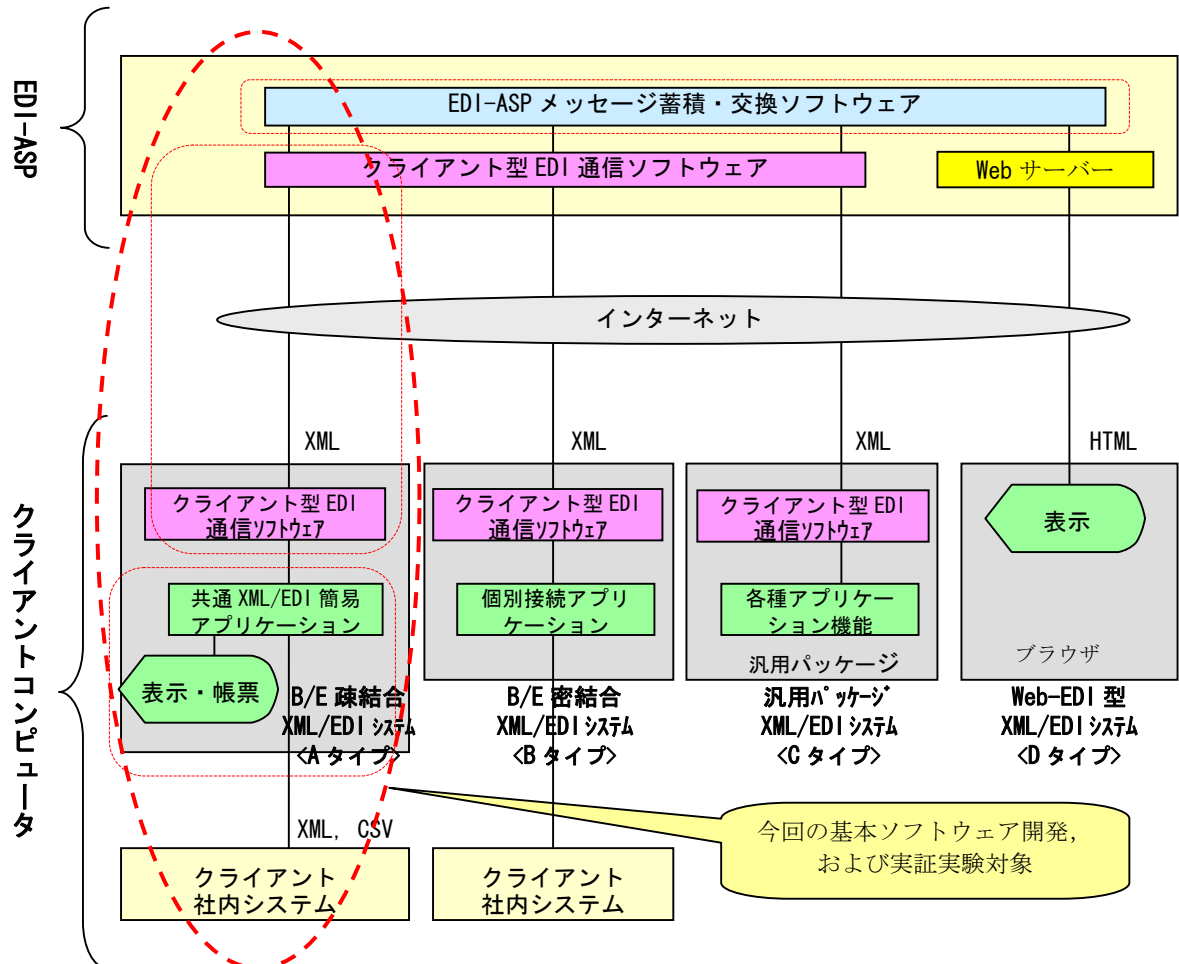 EDI-ASP
EDI-ASP メッセージ蓄積・交換ソフトウェア
クライアント型 EDI 通信ソフトウェア
Web サーバー
インターネット
クライアントコンピュータ
XML
XML
XML
HTML
クライアント型 EDI
通信ｿﾌﾄｳｪｱ
クライアント型 EDI
通信ｿﾌﾄｳｪｱ
クライアント型 EDI
通信ｿﾌﾄｳｪｱ
表示
共通 XML/EDI 簡易
アプリケーション
個別接続アプリ
ケーション
各種アプリケー
ション機能
汎用パッケージ
ブラウザ
表示・帳票
B/E 疎結合
XML/EDI ｼｽﾃﾑ
<A タイプ>
B/E 密結合
XML/EDI ｼｽﾃﾑ
<B タイプ>
汎用ﾊﾟｯｹｰｼﾞ
XML/EDI ｼｽﾃﾑ
<C タイプ>
Web-EDI 型
XML/EDI ｼｽﾃﾑ
<D タイプ>
XML, CSV
今回の基本ソフトウェア開発,
および実証実験対象
クライアント
社内システム
クライアント
社内システム